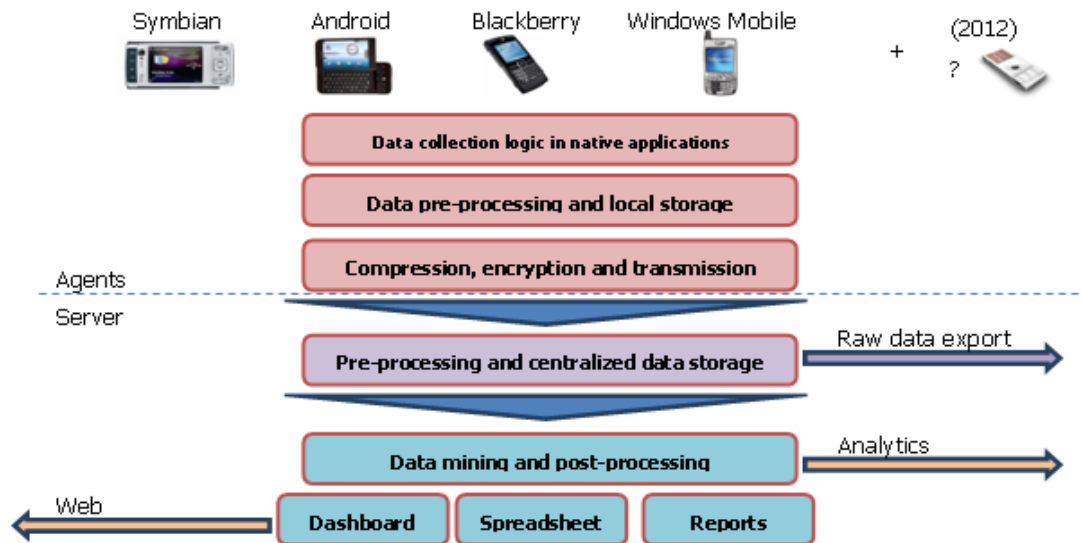 Symbian
Android
Blackberry
Windows Mobile
+
(2012)
?
Data collection logic in native applications
Data pre-processing and local storage
Compression, encryption and transmission
Agents
Server
Pre-processing and centralized data storage
Raw data export
Data mining and post-processing
Analytics
Web
Dashboard
Spreadsheet
Reports